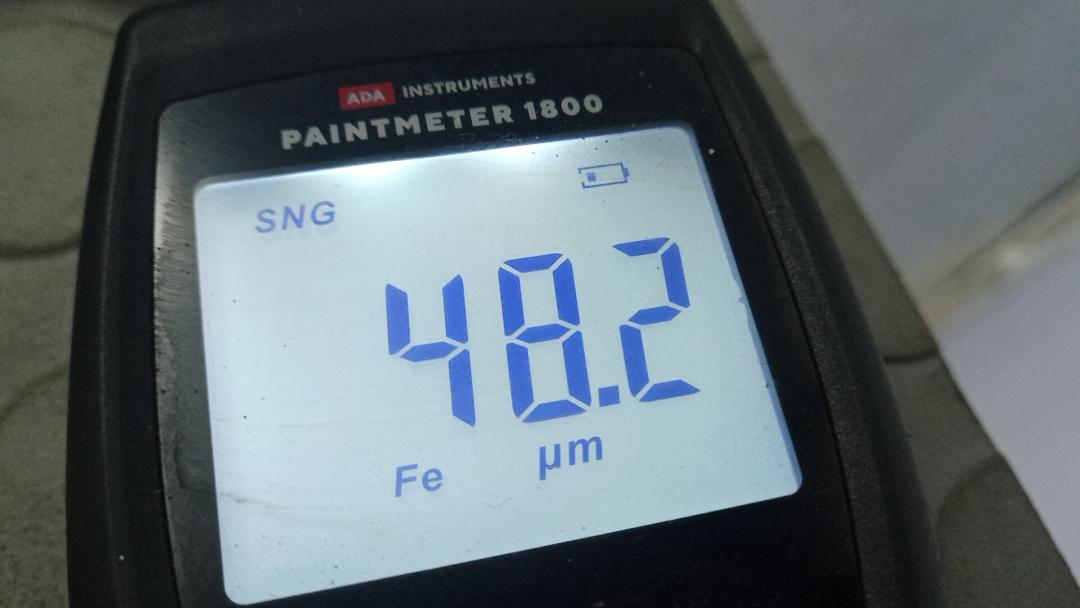 ADA INSTRUMENTS
PAINTMETER 1800
SNG
48.2
Fe µm